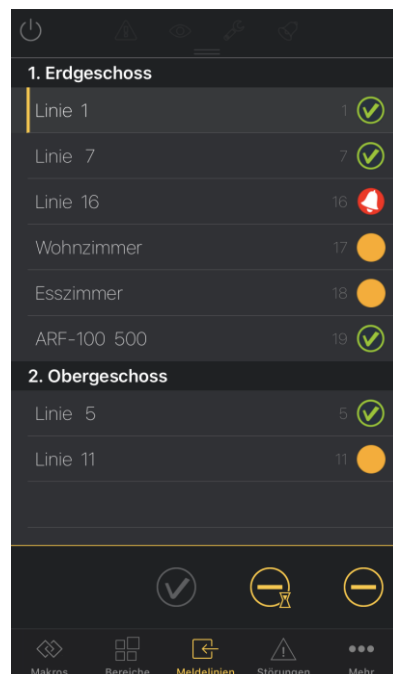 1. Erdgeschoss
Linie 1 1
Linie 7 7
Linie 16 16
Wohnzimmer 17
Esszimmer 18
ARF-100 500 19
2. Obergeschoss
Linie 5 5
Linie 11 11
Makros Bereiche Meldelinien Störungen Mehr